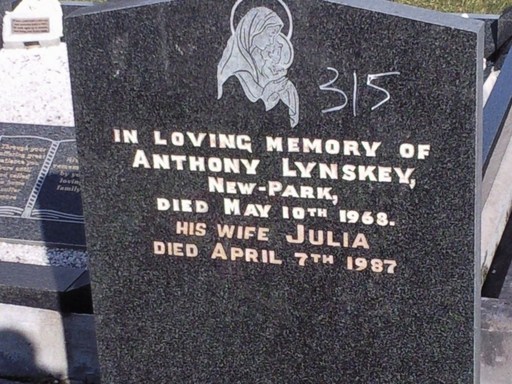 315
IN LOVING MEMORY OF
ANTHONY LYNSKEY,
NEW-PARK,
DIED MAY 10TH 1968.
HIS WIFE JULIA
DIED APRIL 7TH 1987